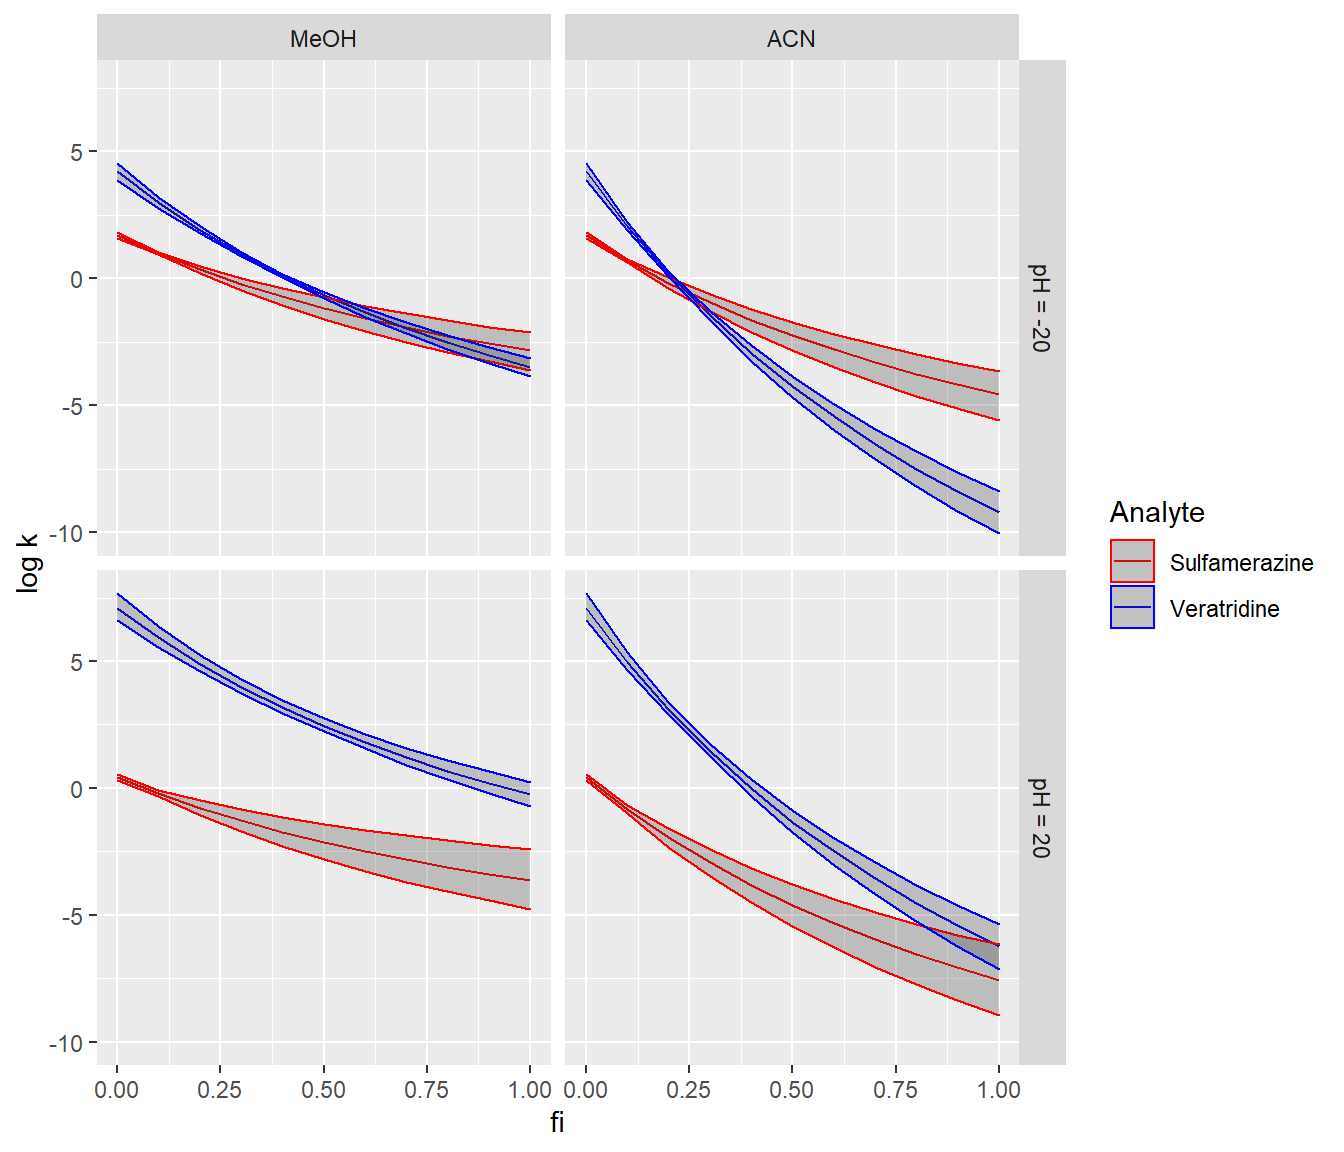 MeOH ACN
5
0
-5
-10
pH = -20
5
0
-5
-10
pH = 20
log k
0.00 0.25 0.50 0.75 1.00 0.00 0.25 0.50 0.75 1.00
fi
Analyte
Sulfamerazine
Veratridine